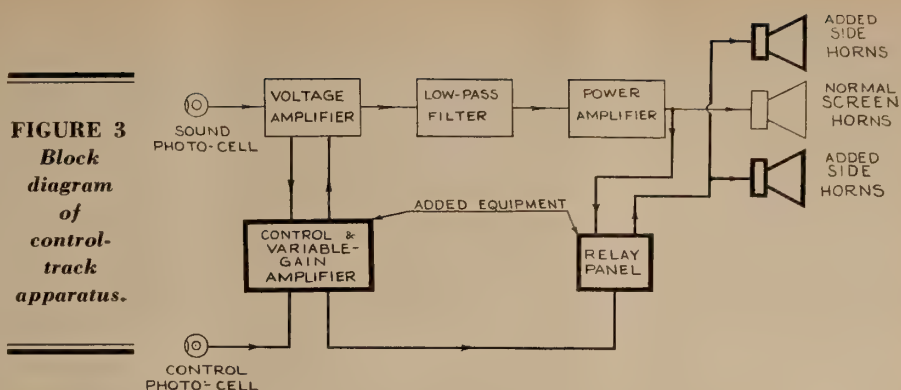 FIGURE 3
Block
diagram
of
control-
track
apparatus.
SOUND
PHOTO-CELL
VOLTAGE
AMPLIFIER
LOW-PASS
FILTER
POWER
AMPLIFIER
ADDED
SIDE
HORNS
NORMAL
SCREEN
HORNS
ADDED
SIDE
HORNS
ADDED EQUIPMENT
CONTROL &
VARIABLE-
GAIN
AMPLIFIER
RELAY
PANEL
CONTROL
PHOTO-CELL